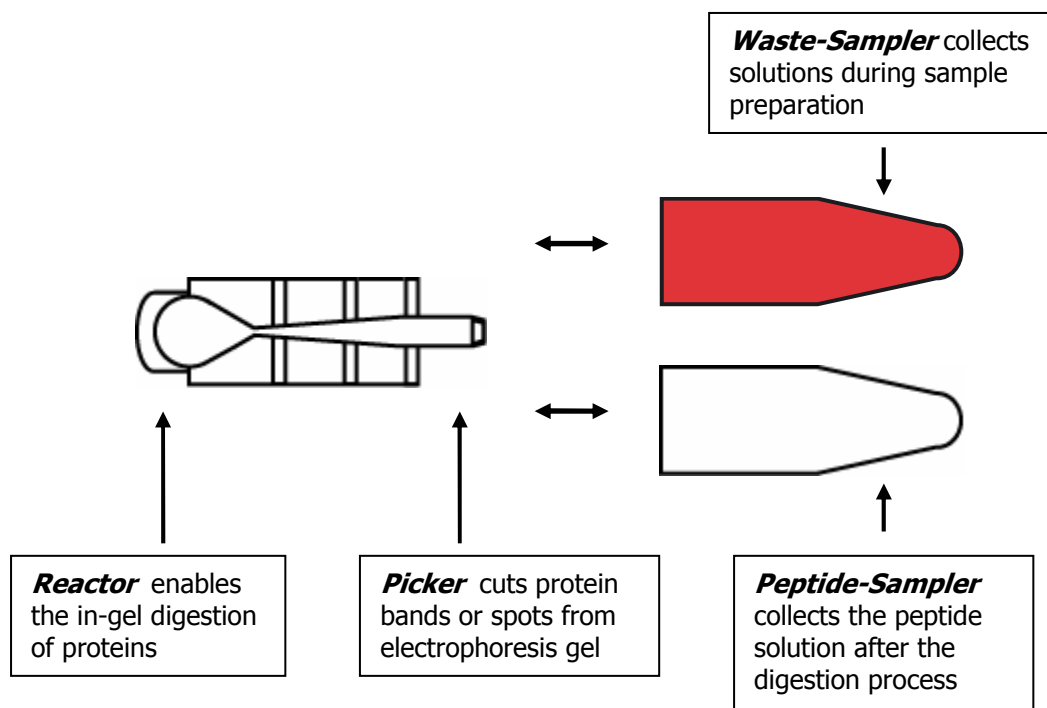 Waste-Sampler collects
solutions during sample
preparation
Reactor enables
the in-gel digestion
of proteins
Picker cuts protein
bands or spots from
electrophoresis gel
Peptide-Sampler
collects the peptide
solution after the
digestion process